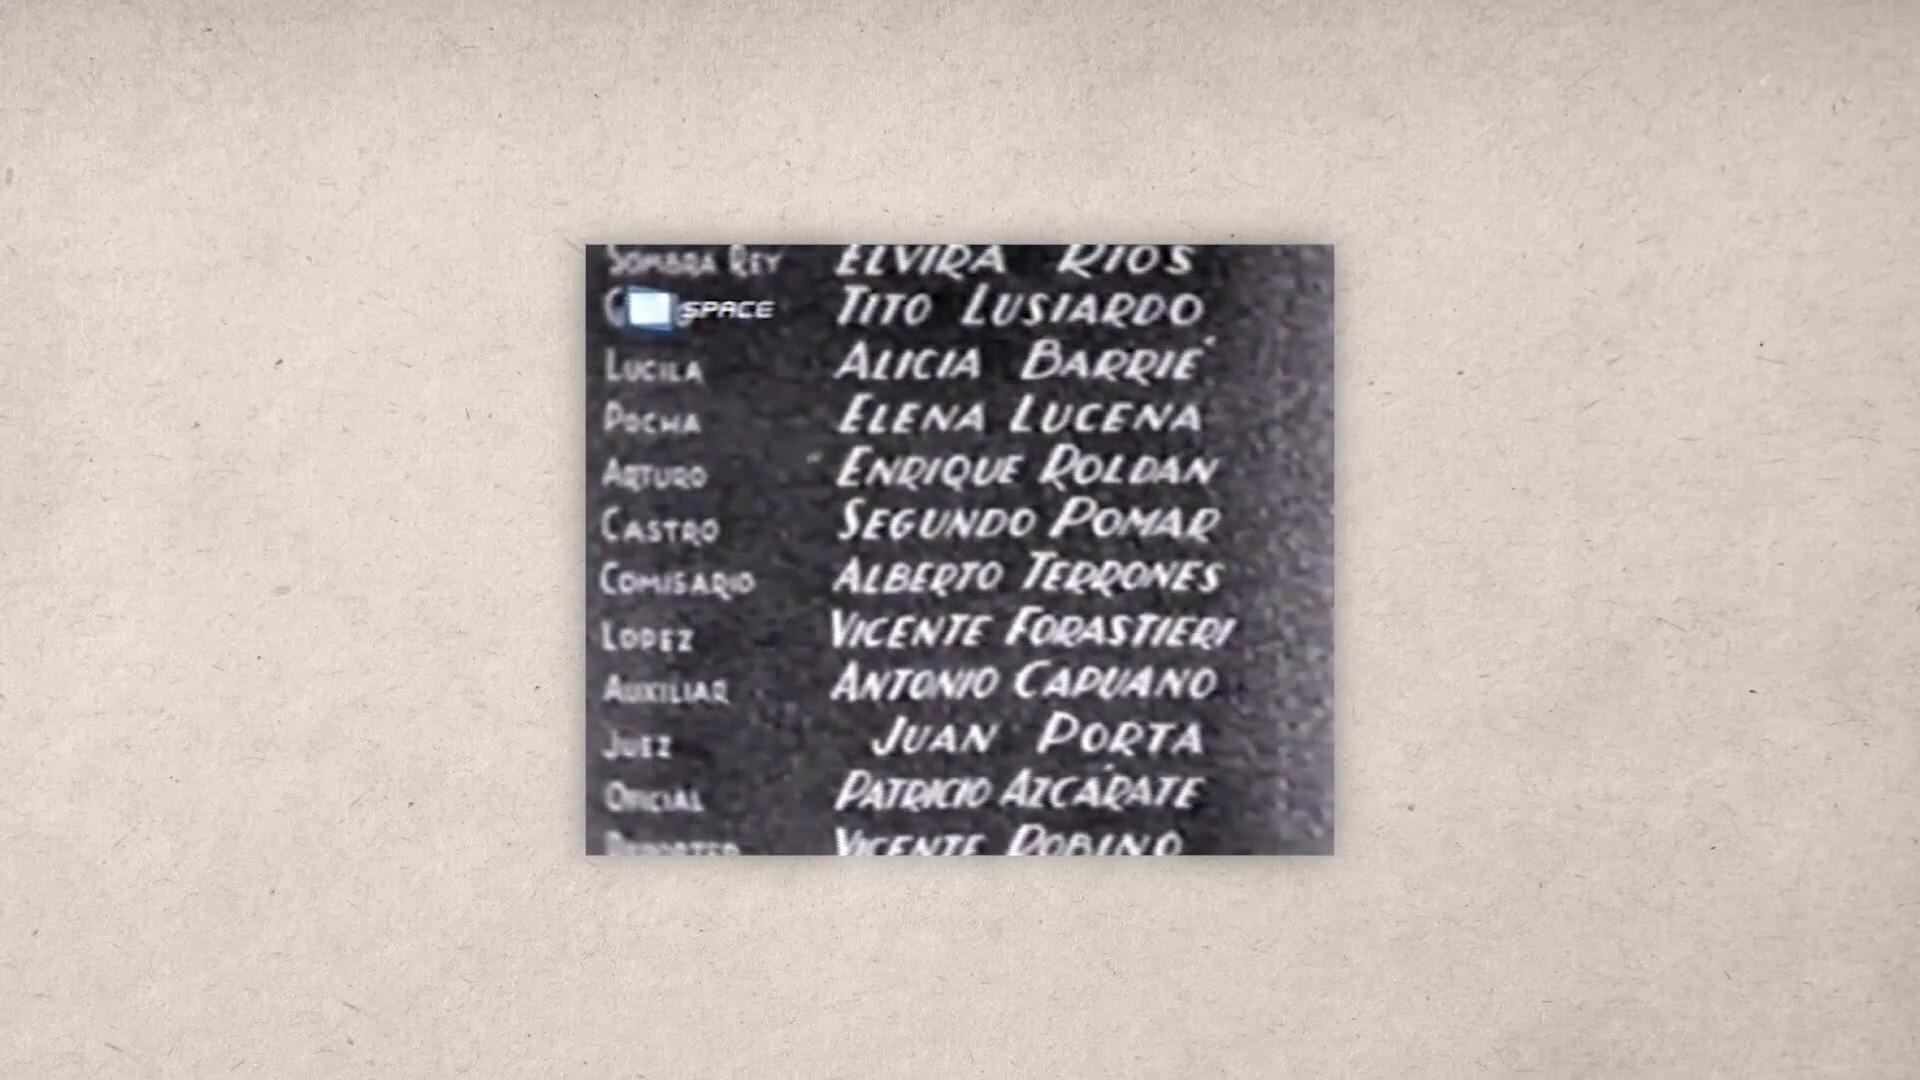 SOMBRA REY ELVIRA RIOS
SPACE TITO LUSIARDO
LUCILA ALICIA BARRIÉ
POCHA ELENA LUCENA
ARTURO ENRIQUE ROLDAN
CASTRO SEGUNDO POMAR
COMISARIO ALBERTO TERRONES
LOPEZ VICENTE FORASTIERI
AUXILIAR ANTONIO CAPUANO
JUEZ JUAN PORTA
OFICIAL PATRICIO AZCÁRATE
VICENTE ROBINO